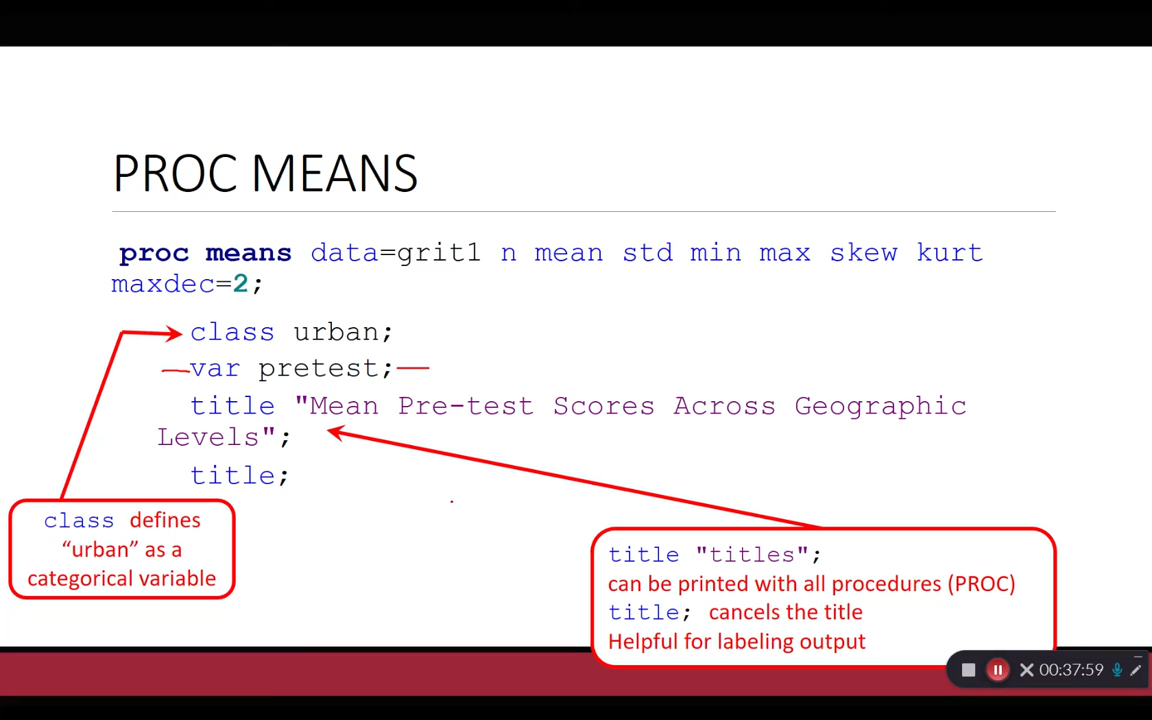 PROC MEANS
proc means data=grit1 n mean std min max skew kurt
maxdec=2;
class urban;
var pretest;
title "Mean Pre-test Scores Across Geographic
Levels";
title;
class defines
“urban” as a
categorical variable
title "titles";
can be printed with all procedures (PROC)
title; cancels the title
Helpful for labeling output
00:37:59